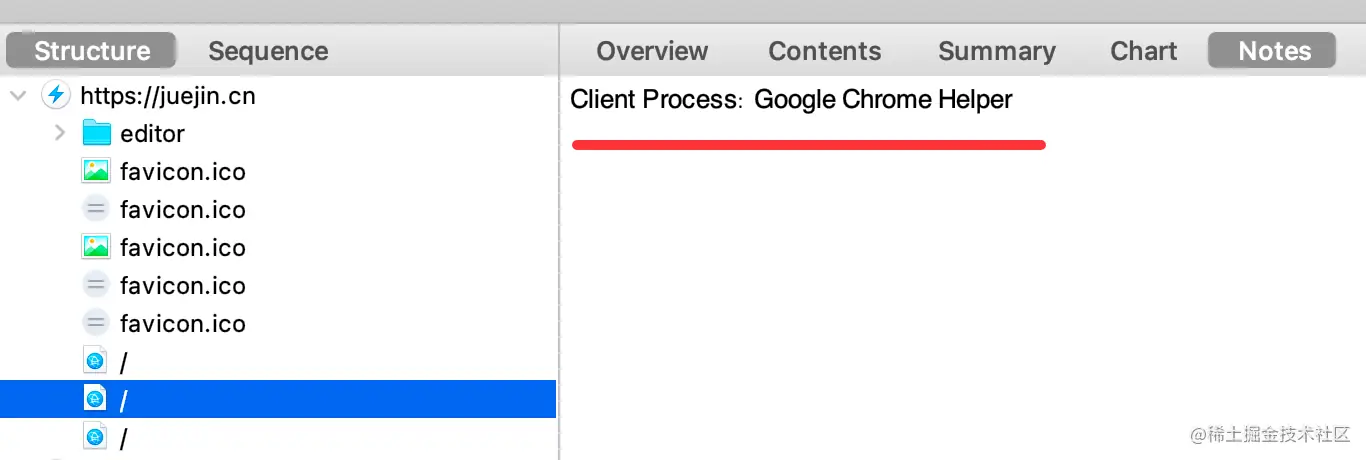 Structure Sequence
Overview Contents Summary Chart Notes
https://juejin.cn
editor
favicon.ico
favicon.ico
favicon.ico
favicon.ico
favicon.ico
/
/
/
Client Process: Google Chrome Helper
@稀土掘金技术社区